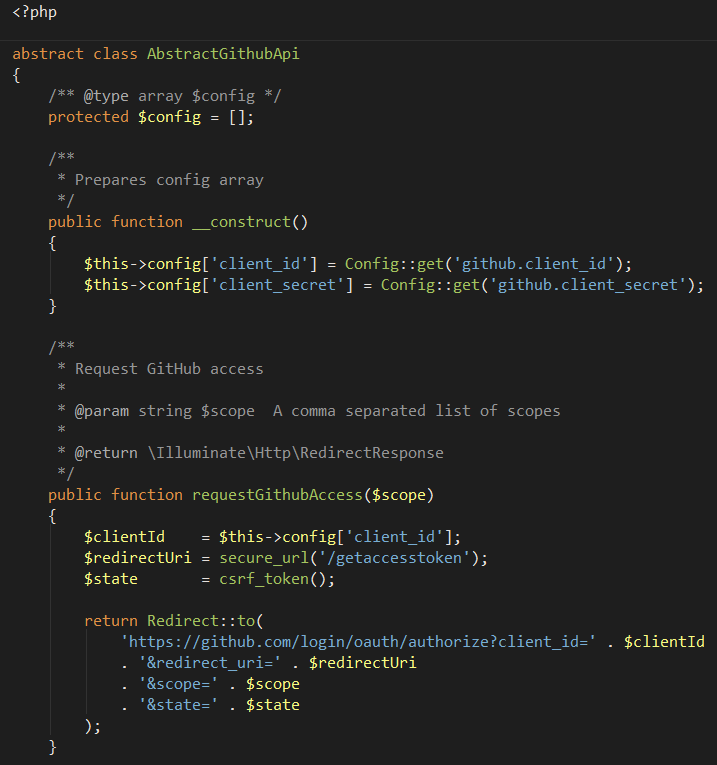 <?php
abstract class AbstractGithubApi
{
    /** @type array $config */
    protected $config = [];

    /**
     * Prepares config array
     */
    public function __construct()
    {
        $this->config['client_id'] = Config::get('github.client_id');
        $this->config['client_secret'] = Config::get('github.client_secret');
    }

    /**
     * Request GitHub access
     *
     * @param string $scope  A comma separated list of scopes
     *
     * @return \Illuminate\Http\RedirectResponse
     */
    public function requestGithubAccess($scope)
    {
        $clientId    = $this->config['client_id'];
        $redirectUri = secure_url('/getaccesstoken');
        $state       = csrf_token();

        return Redirect::to(
            'https://github.com/login/oauth/authorize?client_id=' . $clientId
            . '&redirect_uri=' . $redirectUri
            . '&scope=' . $scope
            . '&state=' . $state
        );
    }